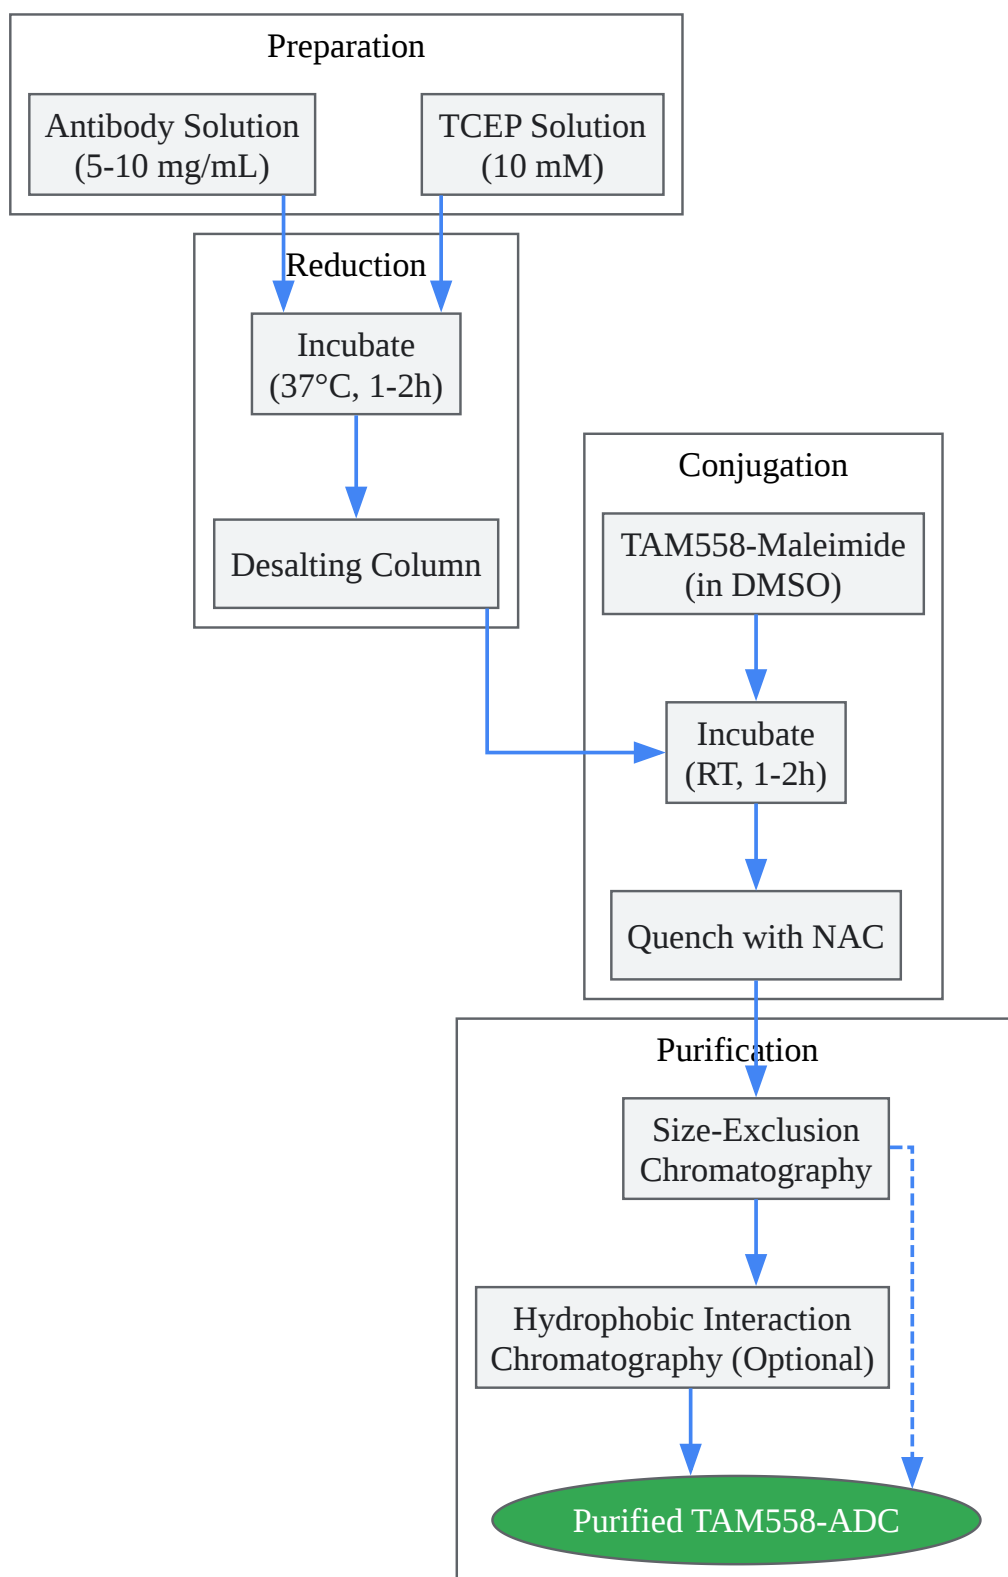 Preparation
Antibody Solution
(5-10 mg/mL)
TCEP Solution
(10 mM)
Reduction
Incubate
(37°C, 1-2h)
Desalting Column
Conjugation
TAM558-Maleimide
(in DMSO)
Incubate
(RT, 1-2h)
Quench with NAC
Purification
Size-Exclusion
Chromatography
Hydrophobic Interaction
Chromatography (Optional)
Purified TAM558-ADC